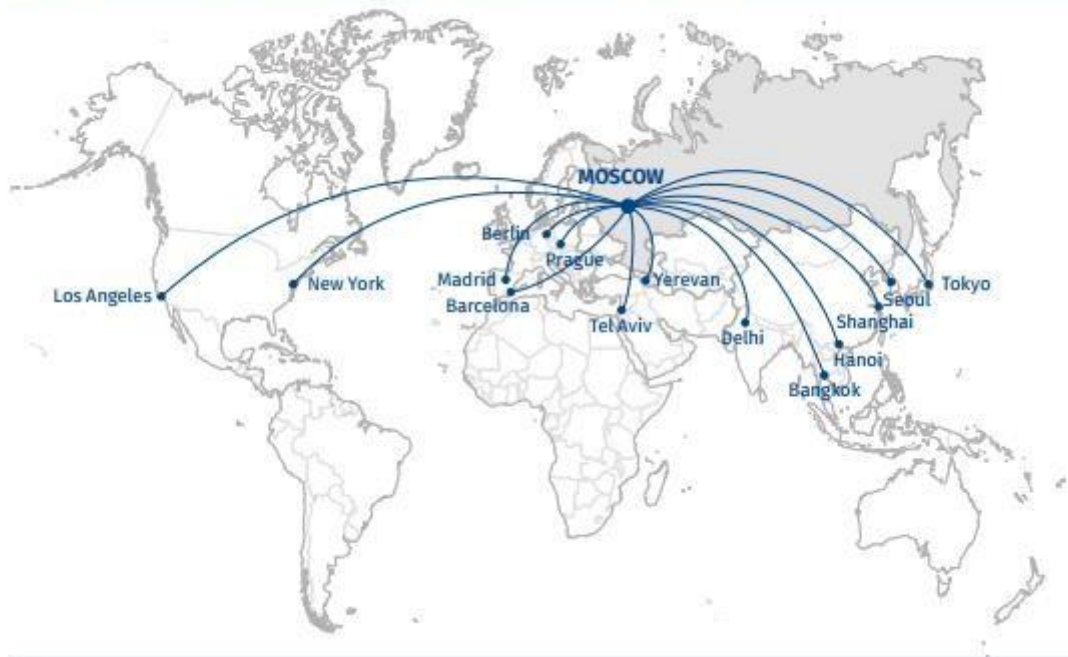 MOSCOW
Berlin
Prague
Madrid
Yerevan
Los Angeles
New York
Barcelona
Seoul
Tokyo
Tel Aviv
Shanghai
Delhi
Hanoi
Bangkok